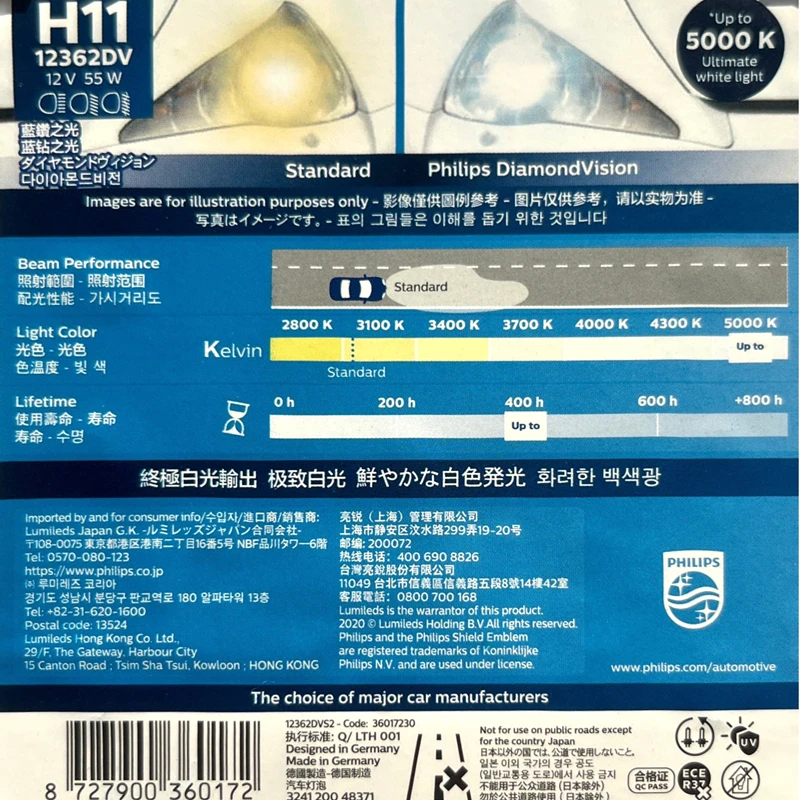 H11
12362DV
12 V 55 W
藍鑽之光
蓝钻之光
ダイヤモンドヴィジョン
다이아몬드비전
*Up to
5000 K
Ultimate
white light
Standard
Philips DiamondVision
Images are for illustration purposes only - 影像僅供圖例參考 - 图片仅供参考，请以实物为准 -
写真はイメージです。- 표의 그림들은 이해를 돕기 위한 것입니다
Beam Performance
照射範圍 - 照射范围
配光性能 - 가시거리도
Standard
Light Color
光色 - 光色
色温度 - 빛 색
Kelvin
2800 K 3100 K 3400 K 3700 K 4000 K 4300 K 5000 K
Up to
Standard
Lifetime
使用壽命 - 寿命
寿命 - 수명
0 h 200 h 400 h 600 h +800 h
Up to
終極白光輸出 极致白光 鮮やかな白色発光 화려한 백색광
Imported by and for consumer info/수입자/進口商/銷售商:
Lumileds Japan G.K. -ルミレッズジャパン合同会社-
〒108-0075 東京都港区港南二丁目16番5号 NBF品川タワー6階
Tel: 0570-080-123
https://www.philips.co.jp
㈜ 루미레즈 코리아
경기도 성남시 분당구 판교역로 180 알파타워 13층
Tel: +82-31-620-1600
Postal code: 13524
Lumileds Hong Kong Co. Ltd.,
29/F, The Gateway. Harbour City
15 Canton Road ; Tsim Sha Tsui, Kowloon ; HONG KONG
亮锐（上海）管理有限公司
上海市静安区汶水路299弄19-20号
邮编: 200072
热线电话: 400 690 8826
台灣亮銳股份有限公司
11049 台北市信義區信義路五段8號14樓42室
客服電話: 0800 700 168
Lumileds is the warrantor of this product.
2020 © Lumileds Holding B.V.All rights reserved.
Philips and the Philips Shield Emblem
are registered trademarks of Koninklijke
Philips N.V. and are used under license.
PHILIPS
www.philips.com/automotive
The choice of major car manufacturers
8 727900 360172
12362DVS2 - Code: 36017230
执行标准: Q/ LTH 001
Designed in Germany
Made in Germany
德國製造-德国制造
汽车灯泡
3241 200 48371
Not for use on public roads except
for the country Japan
日本以外の国では、公道で使用しないこと。
일본 이외 국가의 경우 공도
(일반교통용 도로)에서 사용 금지
不能用于公众道路 (日本除外)
勿於公共道路使用 (日本除外)
合格证
QC PASS
ECE
R37
UV